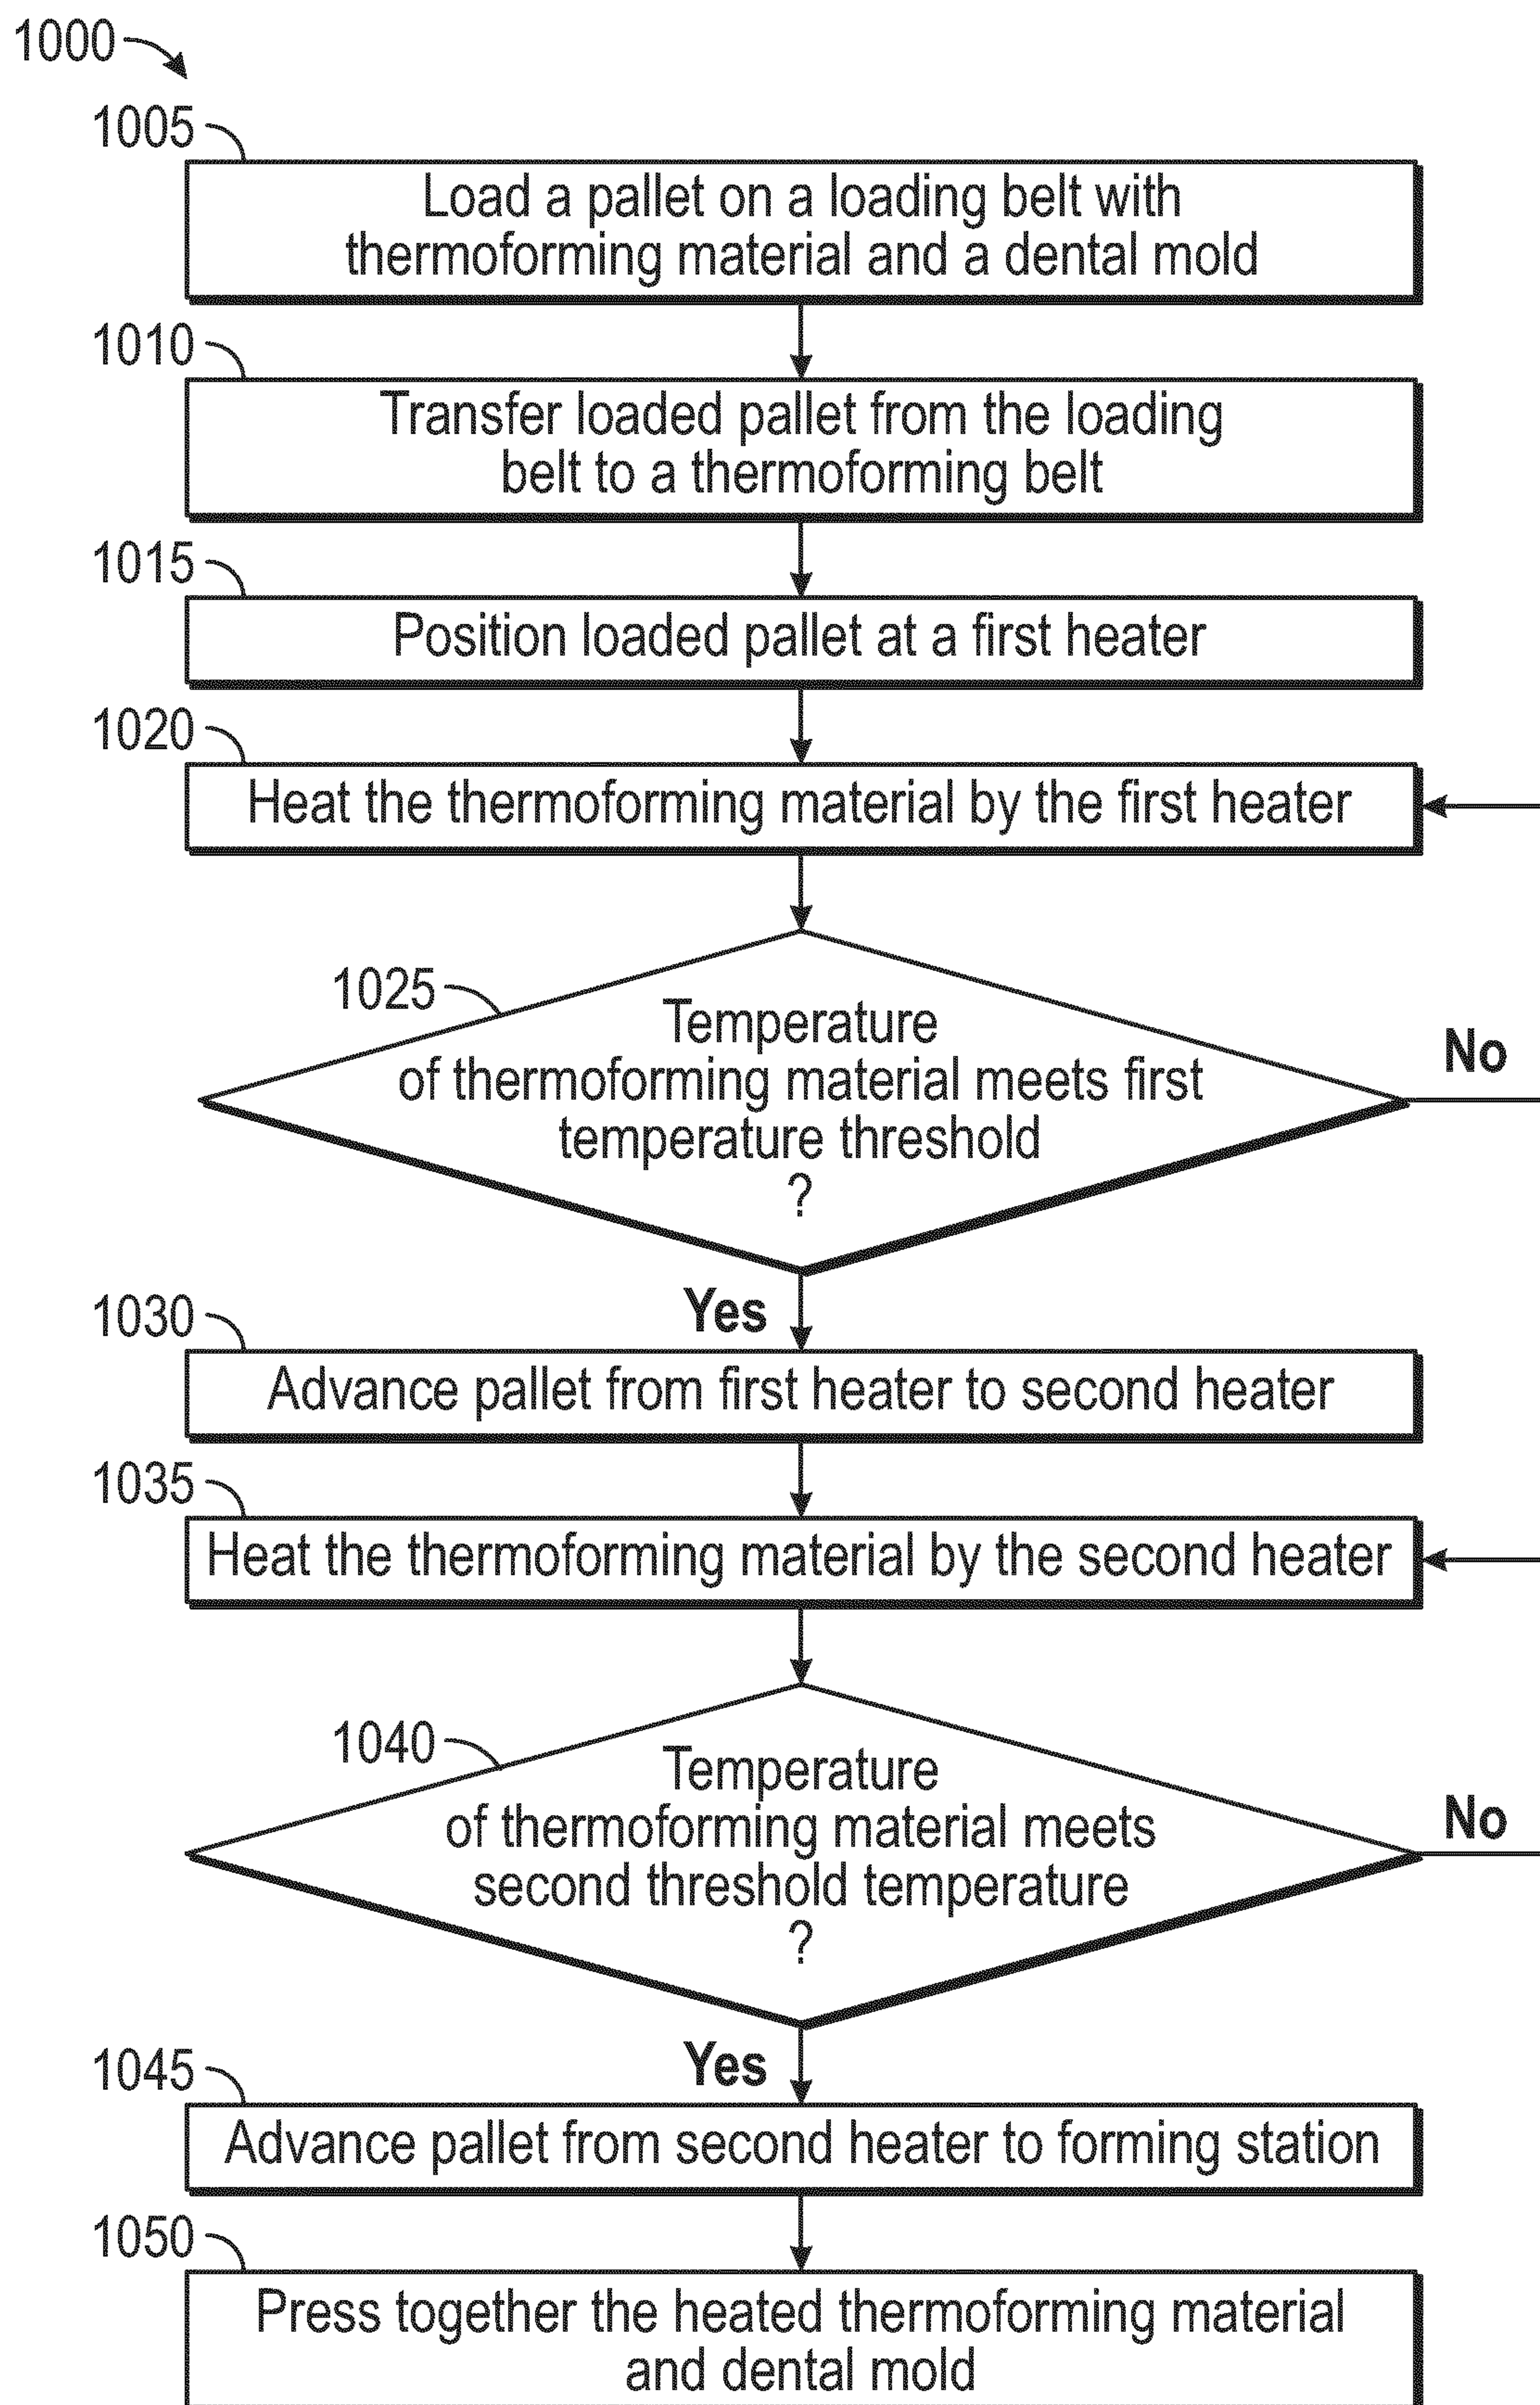 1000
1005
Load a pallet on a loading belt with
thermoforming material and a dental mold
1010
Transfer loaded pallet from the loading
belt to a thermoforming belt
1015
Position loaded pallet at a first heater
1020
Heat the thermoforming material by the first heater
1025
Temperature
of thermoforming material meets first
temperature threshold
?
No
Yes
1030
Advance pallet from first heater to second heater
1035
Heat the thermoforming material by the second heater
1040
Temperature
of thermoforming material meets
second threshold temperature
?
No
Yes
1045
Advance pallet from second heater to forming station
1050
Press together the heated thermoforming material
and dental mold